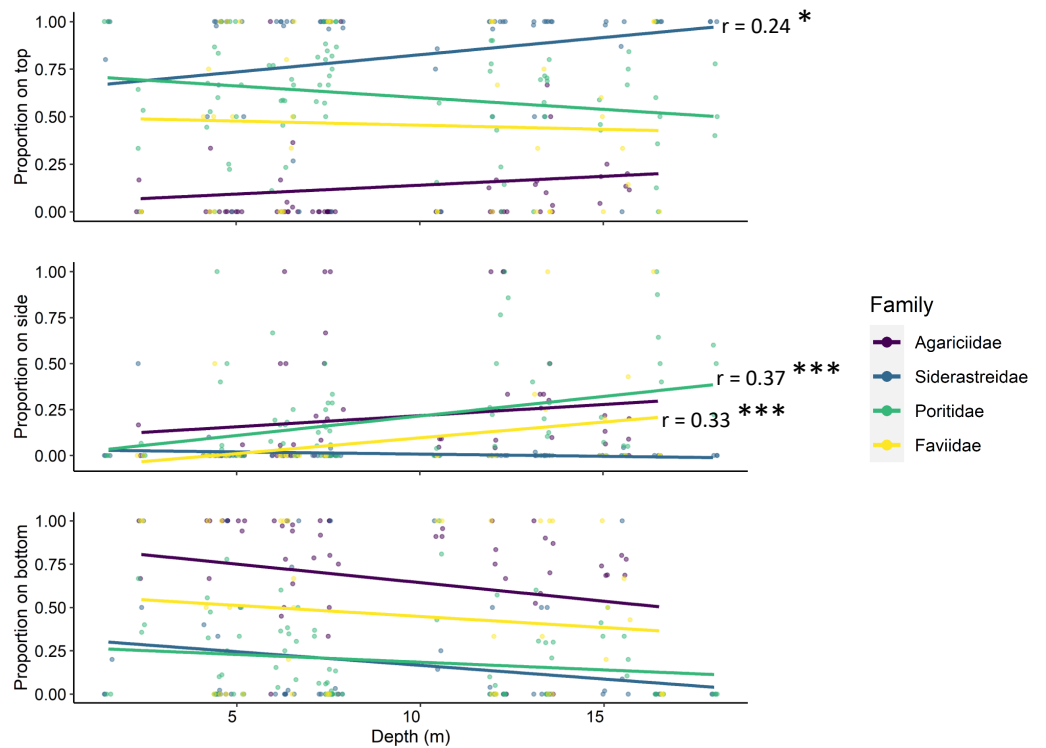 Proportion on top
1.00
0.75
0.50
0.25
0.00
r = 0.24 *
Proportion on side
1.00
0.75
0.50
0.25
0.00
r = 0.37 ***
r = 0.33 ***
Family
Agariciidae
Siderastreidae
Poritidae
Faviidae
Proportion on bottom
1.00
0.75
0.50
0.25
0.00
5 10 15
Depth (m)